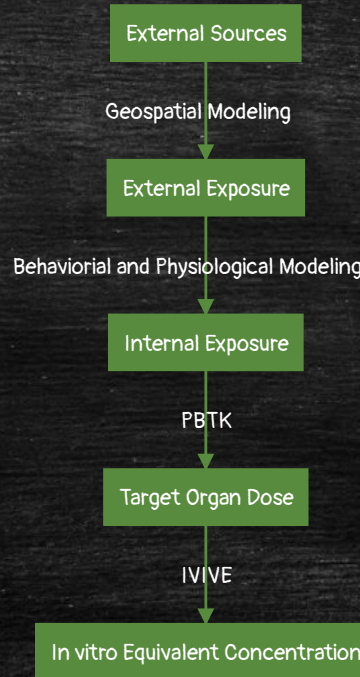 External Sources
Geospatial Modeling
External Exposure
Behaviorial and Physiological Modeling
Internal Exposure
PBTK
Target Organ Dose
IVIVE
In vitro Equivalent Concentration